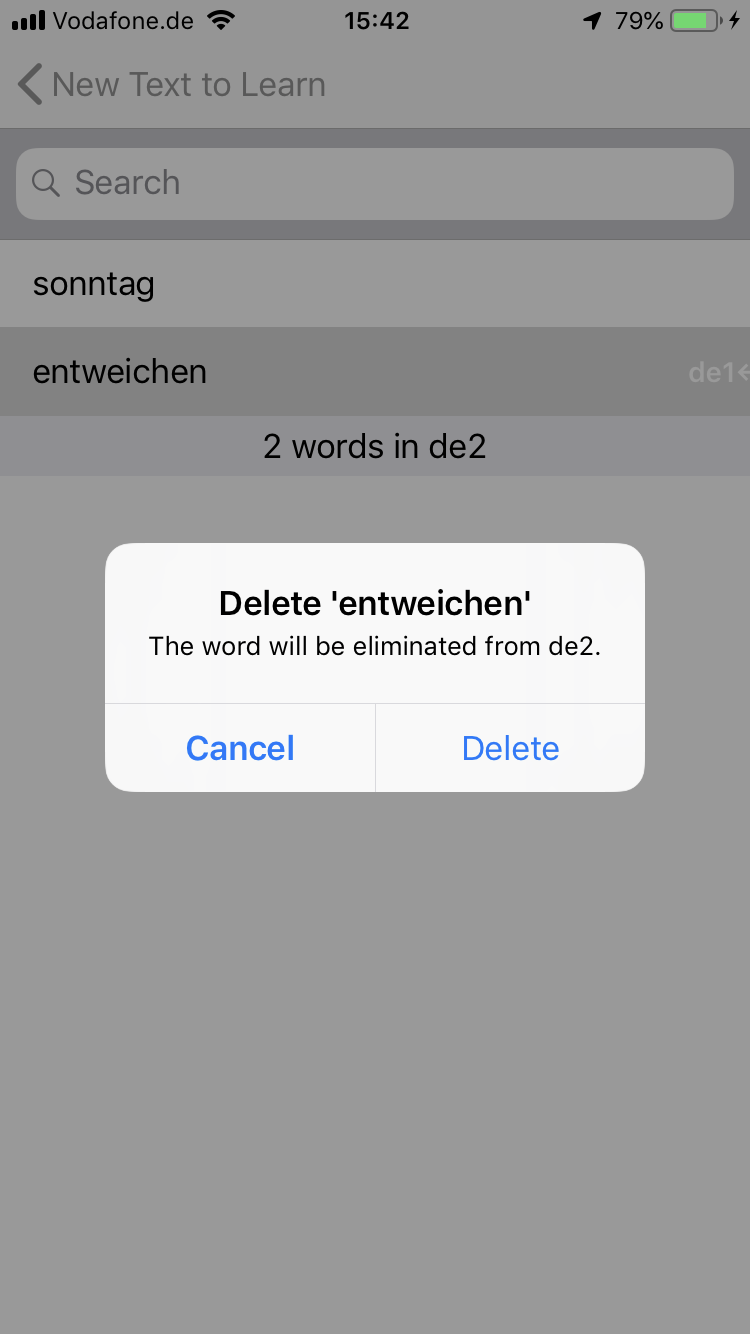 Vodafone.de 15:42 79%
New Text to Learn
Search
sonntag
entweichen de1←
2 words in de2
Delete 'entweichen'
The word will be eliminated from de2.
Cancel Delete